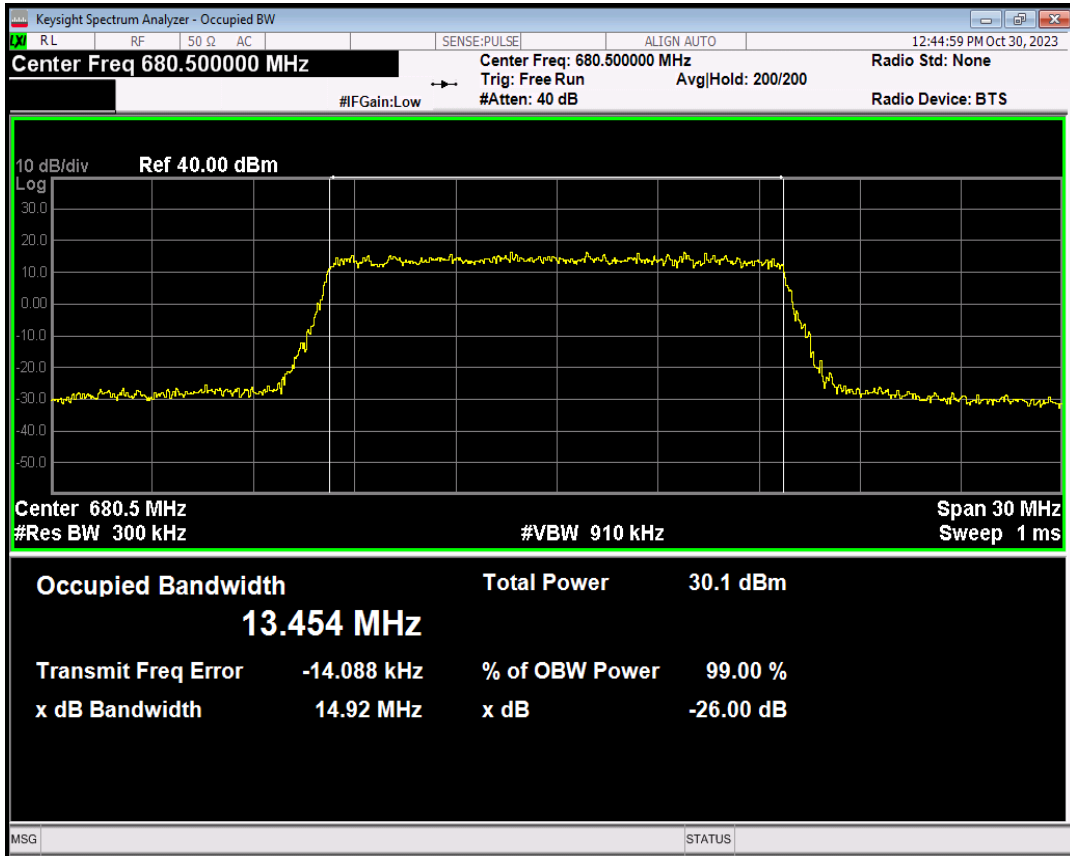 Keysight Spectrum Analyzer - Occupied BW
LXI RL RF 50 Ω AC SENSE:PULSE ALIGN AUTO 12:44:59 PM Oct 30, 2023
Center Freq 680.500000 MHz Center Freq: 680.500000 MHz Radio Std: None
Trig: Free Run Avg|Hold: 200/200
#IFGain:Low #Atten: 40 dB Radio Device: BTS
10 dB/div Ref 40.00 dBm
Log
30.0
20.0
10.0
0.00
-10.0
-20.0
-30.0
-40.0
-50.0
Center 680.5 MHz Span 30 MHz
#Res BW 300 kHz #VBW 910 kHz Sweep 1 ms
Occupied Bandwidth Total Power 30.1 dBm
13.454 MHz
Transmit Freq Error -14.088 kHz % of OBW Power 99.00 %
x dB Bandwidth 14.92 MHz x dB -26.00 dB
MSG STATUS